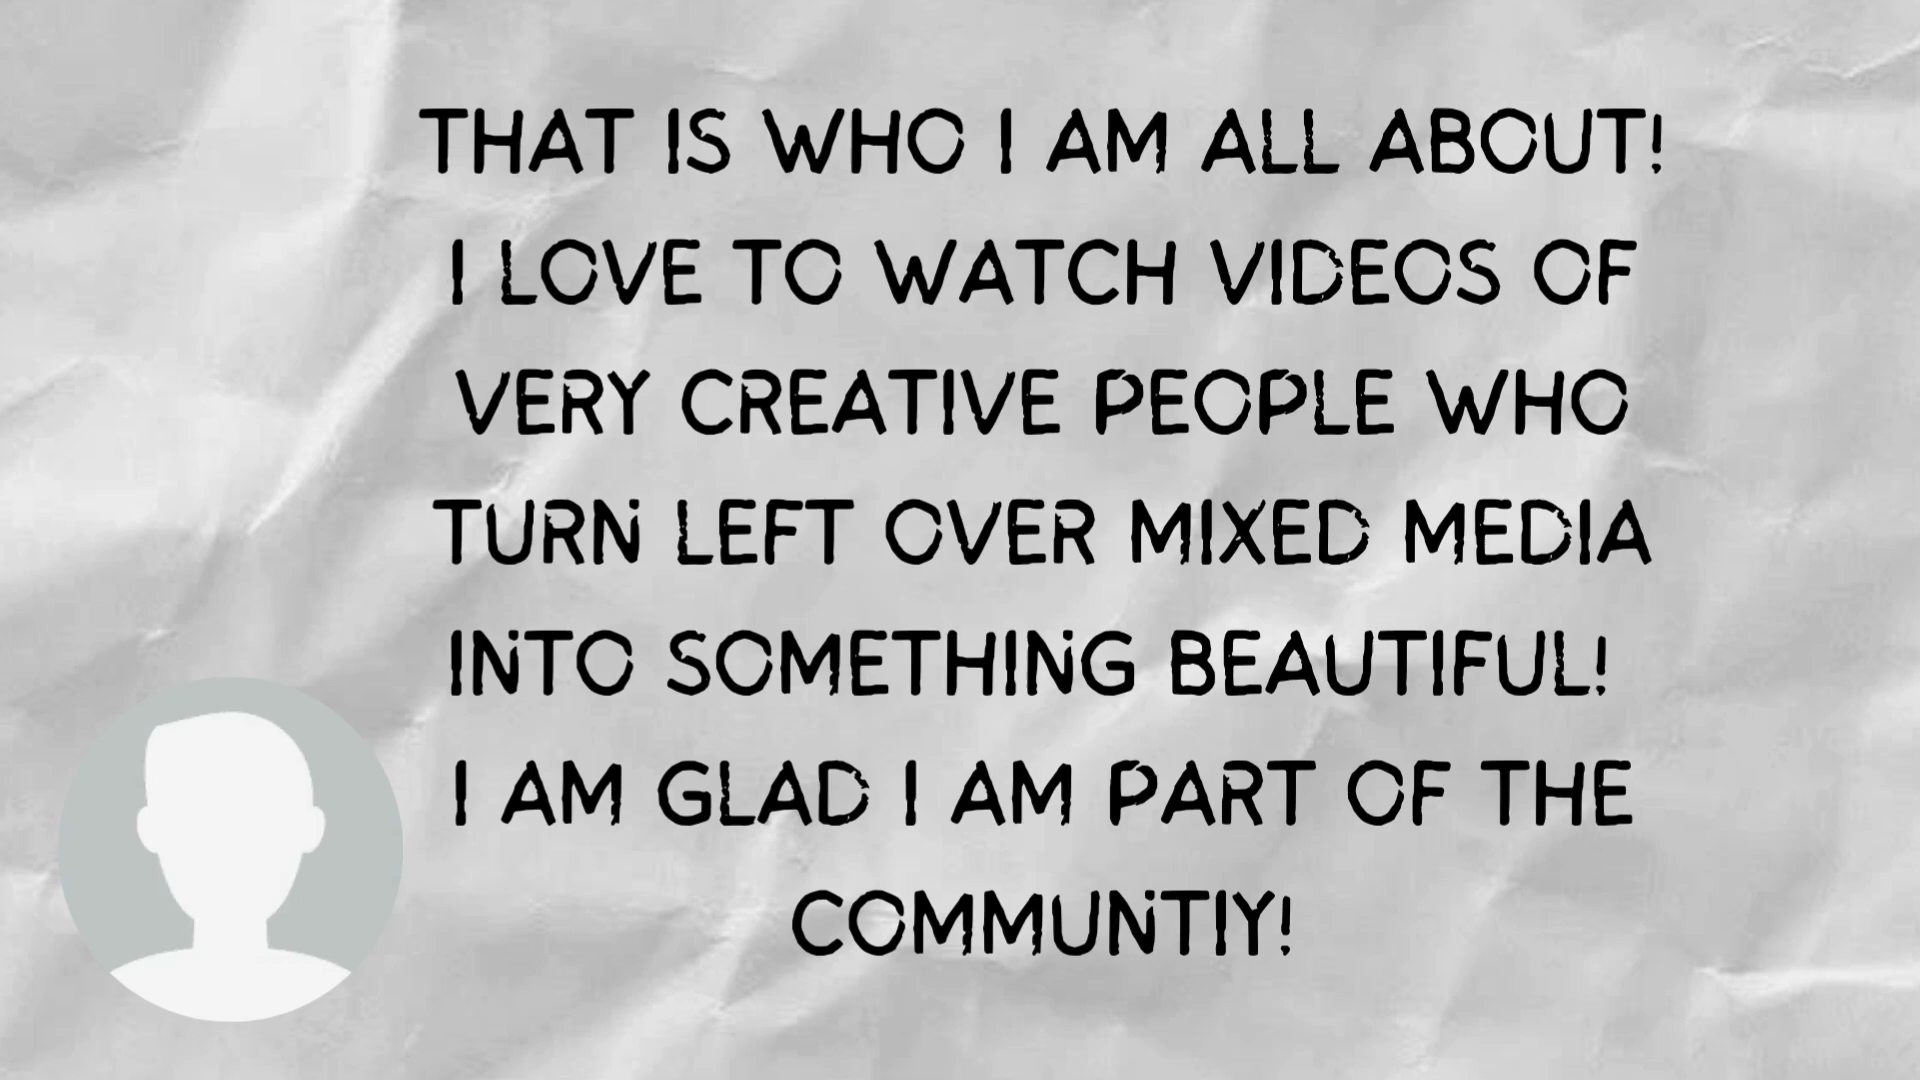 THAT IS WHO I AM ALL ABOUT!
I LOVE TO WATCH VIDEOS OF
VERY CREATIVE PEOPLE WHO
TURN LEFT OVER MIXED MEDIA
INTO SOMETHING BEAUTIFUL!
I AM GLAD I AM PART OF THE
COMMUNTIY!